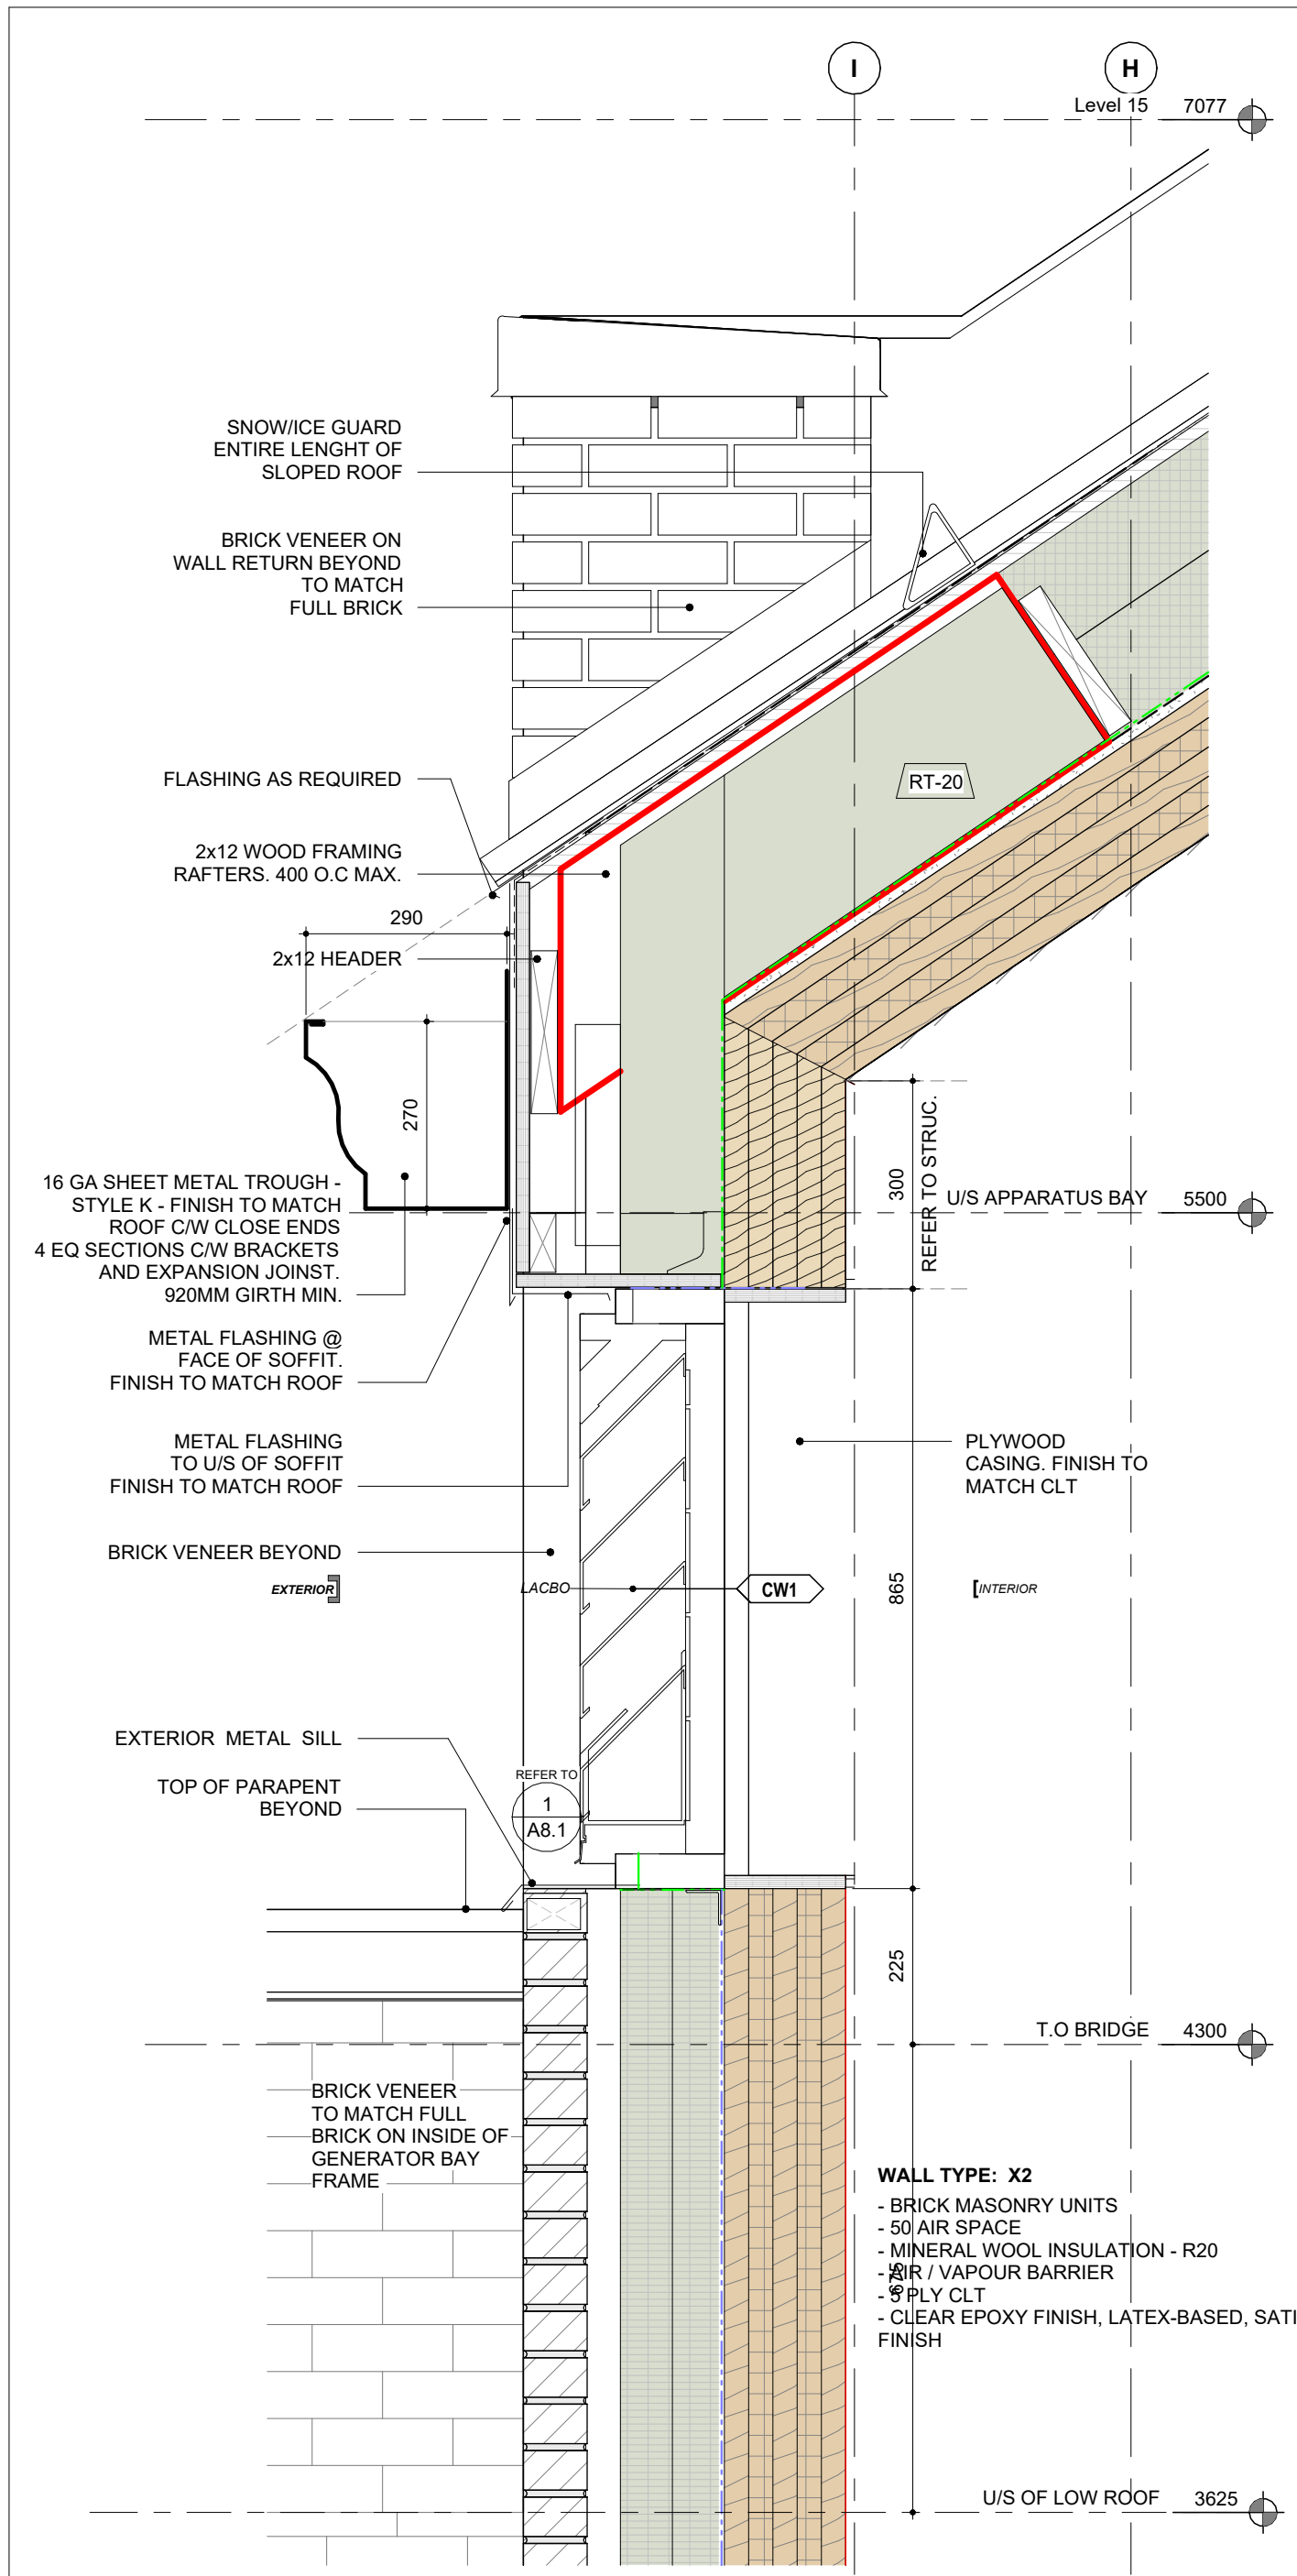 I
H
Level 15 7077
SNOW/ICE GUARD
ENTIRE LENGHT OF
SLOPED ROOF
BRICK VENEER ON
WALL RETURN BEYOND
TO MATCH
FULL BRICK
FLASHING AS REQUIRED
RT-20
2x12 WOOD FRAMING
RAFTERS. 400 O.C MAX.
290
2x12 HEADER
270
16 GA SHEET METAL TROUGH -
STYLE K - FINISH TO MATCH
ROOF C/W CLOSE ENDS
4 EQ SECTIONS C/W BRACKETS
AND EXPANSION JOINST.
920MM GIRTH MIN.
300
REFER TO STRUC.
U/S APPARATUS BAY 5500
METAL FLASHING @
FACE OF SOFFIT.
FINISH TO MATCH ROOF
METAL FLASHING
TO U/S OF SOFFIT
FINISH TO MATCH ROOF
PLYWOOD
CASING. FINISH TO
MATCH CLT
BRICK VENEER BEYOND
EXTERIOR
LACBO
CW1
865
INTERIOR
EXTERIOR METAL SILL
REFER TO
1
A8.1
TOP OF PARAPENT
BEYOND
225
T.O BRIDGE 4300
BRICK VENEER
TO MATCH FULL
BRICK ON INSIDE OF
GENERATOR BAY
FRAME
WALL TYPE: X2
- BRICK MASONRY UNITS
- 50 AIR SPACE
- MINERAL WOOL INSULATION - R20
- AIR / VAPOUR BARRIER
- 5 PLY CLT
- CLEAR EPOXY FINISH, LATEX-BASED, SATI
FINISH
675
U/S OF LOW ROOF 3625